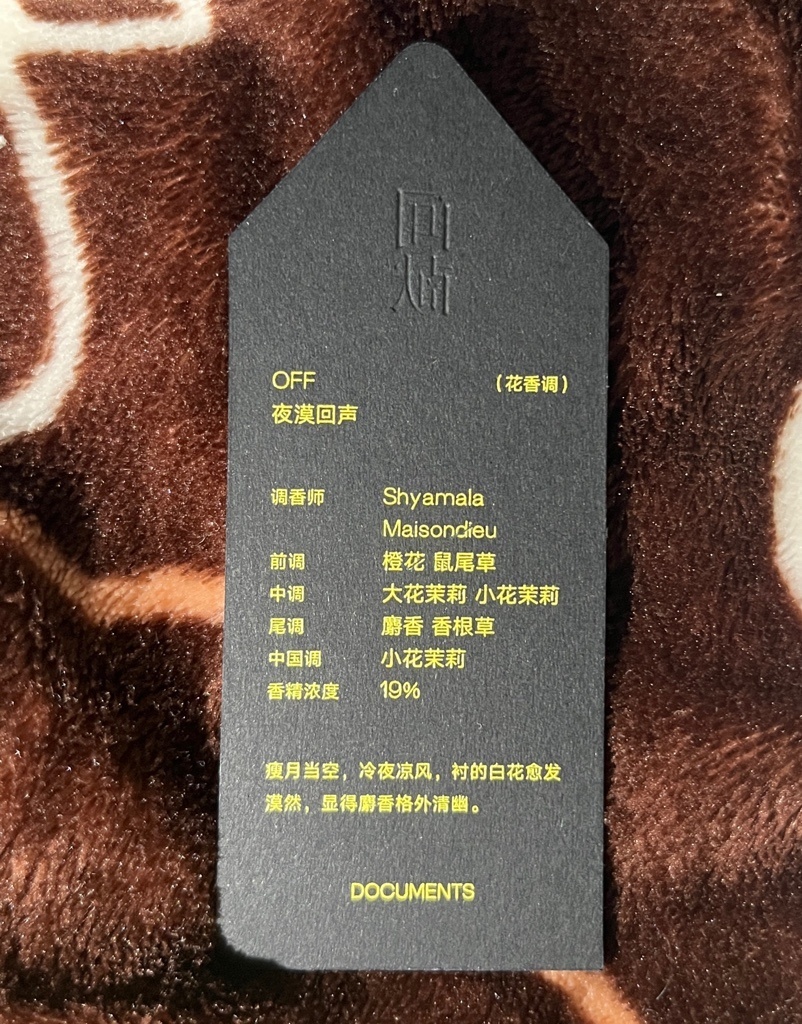 OFF （花香调）
夜漠回声
调香师 Shyamala
Maisondieu
前调 橙花 鼠尾草
中调 大花茉莉 小花茉莉
尾调 麝香 香根草
中国调 小花茉莉
香精浓度 19%
瘦月当空，冷夜凉风，衬的白花愈发
漠然，显得麝香格外清幽。
DOCUMENTS